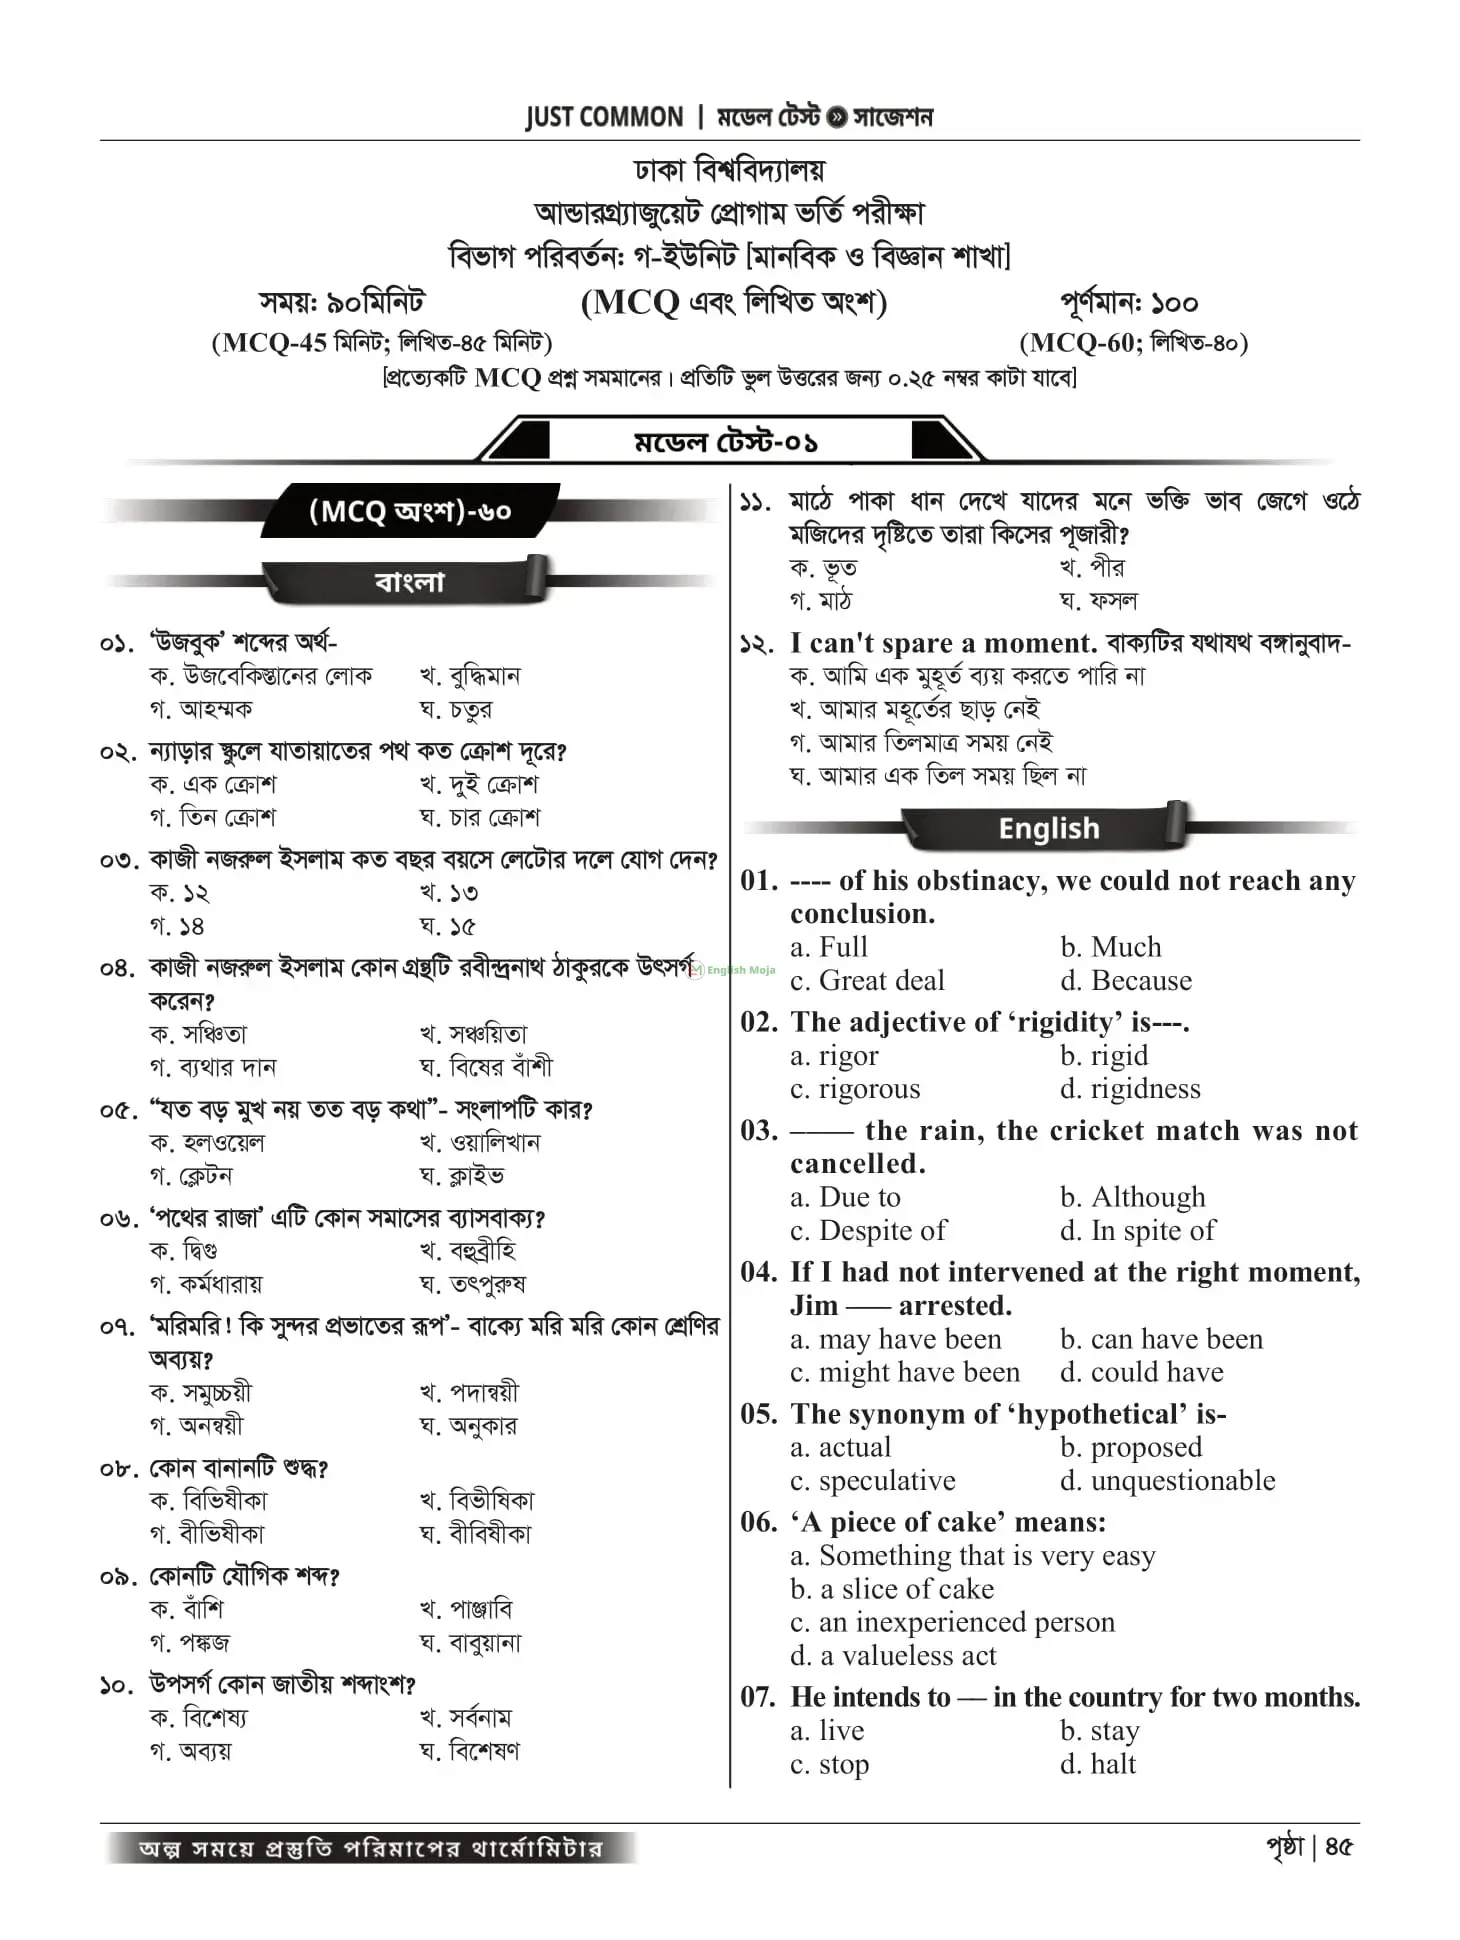 JUST COMMON | মডেল টেস্ট » সাজেশন
ঢাকা বিশ্ববিদ্যালয়
আন্ডারগ্র্যাজুয়েট প্রোগাম ভর্তি পরীক্ষা
বিভাগ পরিবর্তন: গ-ইউনিট [মানবিক ও বিজ্ঞান শাখা]
সময়: ৯০মিনিট (MCQ এবং লিখিত অংশ) পূর্ণমান: ১০০
(MCQ-45 মিনিট; লিখিত-৪৫ মিনিট) (MCQ-60; লিখিত-৪০)
[প্রত্যেকটি MCQ প্রশ্ন সমমানের। প্রতিটি ভুল উত্তরের জন্য ০.২৫ নম্বর কাটা যাবে]
মডেল টেস্ট-০১
(MCQ অংশ)-৬০
বাংলা
০১. ‘উজবুক’ শব্দের অর্থ-
ক. উজবেকিস্তানের লোক খ. বুদ্ধিমান
গ. আহম্মক ঘ. চতুর
০২. ন্যাড়ার স্কুলে যাতায়াতের পথ কত ক্রোশ দূরে?
ক. এক ক্রোশ খ. দুই ক্রোশ
গ. তিন ক্রোশ ঘ. চার ক্রোশ
০৩. কাজী নজরুল ইসলাম কত বছর বয়সে লেটোর দলে যোগ দেন?
ক. ১২ খ. ১৩
গ. ১৪ ঘ. ১৫
০৪. কাজী নজরুল ইসলাম কোন গ্রন্থটি রবীন্দ্রনাথ ঠাকুরকে উৎসর্গ
করেন?
ক. সঞ্চিতা খ. সঞ্চয়িতা
গ. ব্যথার দান ঘ. বিষের বাঁশী
০৫. “যত বড় মুখ নয় তত বড় কথা”- সংলাপটি কার?
ক. হলওয়েল খ. ওয়ালিখান
গ. ক্লেটন ঘ. ক্লাইভ
০৬. ‘পথের রাজা’ এটি কোন সমাসের ব্যাসবাক্য?
ক. দ্বিগু খ. বহুব্রীহি
গ. কর্মধারায় ঘ. তৎপুরুষ
০৭. ‘মরিমরি! কি সুন্দর প্রভাতের রূপ’- বাক্যে মরি মরি কোন শ্রেণির
অব্যয়?
ক. সমুচ্চয়ী খ. পদান্বয়ী
গ. অনন্বয়ী ঘ. অনুকার
০৮. কোন বানানটি শুদ্ধ?
ক. বিভিষীকা খ. বিভীষিকা
গ. বীভিষীকা ঘ. বীবিষীকা
০৯. কোনটি যৌগিক শব্দ?
ক. বাঁশি খ. পাঞ্জাবি
গ. পঙ্কজ ঘ. বাবুয়ানা
১০. উপসর্গ কোন জাতীয় শব্দাংশ?
ক. বিশেষ্য খ. সর্বনাম
গ. অব্যয় ঘ. বিশেষণ
১১. মাঠে পাকা ধান দেখে যাদের মনে ভক্তি ভাব জেগে ওঠে
মজিদের দৃষ্টিতে তারা কিসের পূজারী?
ক. ভূত খ. পীর
গ. মাঠ ঘ. ফসল
১২. I can't spare a moment. বাক্যটির যথাযথ বঙ্গানুবাদ-
ক. আমি এক মুহূর্ত ব্যয় করতে পারি না
খ. আমার মহূর্তের ছাড় নেই
গ. আমার তিলমাত্র সময় নেই
ঘ. আমার এক তিল সময় ছিল না
English
01. ---- of his obstinacy, we could not reach any
conclusion.
a. Full b. Much
c. Great deal d. Because
02. The adjective of ‘rigidity’ is---.
a. rigor b. rigid
c. rigorous d. rigidness
03. –––– the rain, the cricket match was not
cancelled.
a. Due to b. Although
c. Despite of d. In spite of
04. If I had not intervened at the right moment,
Jim ––– arrested.
a. may have been b. can have been
c. might have been d. could have
05. The synonym of ‘hypothetical’ is-
a. actual b. proposed
c. speculative d. unquestionable
06. ‘A piece of cake’ means:
a. Something that is very easy
b. a slice of cake
c. an inexperienced person
d. a valueless act
07. He intends to –– in the country for two months.
a. live b. stay
c. stop d. halt
English Moja
অল্প সময়ে প্রস্তুতি পরিমাপের থার্মোমিটার
পৃষ্ঠা | ৪৫